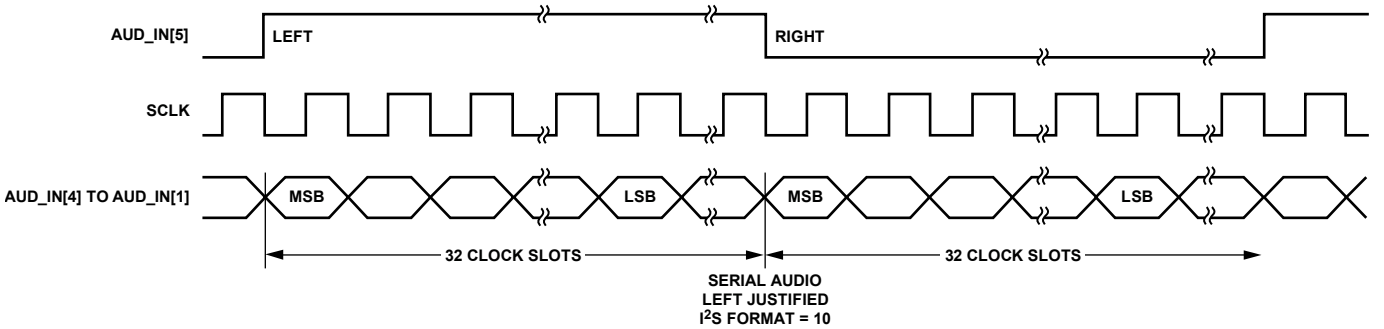 AUD_IN[5]
LEFT
RIGHT
SCLK
AUD_IN[4] TO AUD_IN[1]
MSB
LSB
MSB
LSB
32 CLOCK SLOTS
32 CLOCK SLOTS
SERIAL AUDIO
LEFT JUSTIFIED
I²S FORMAT = 10